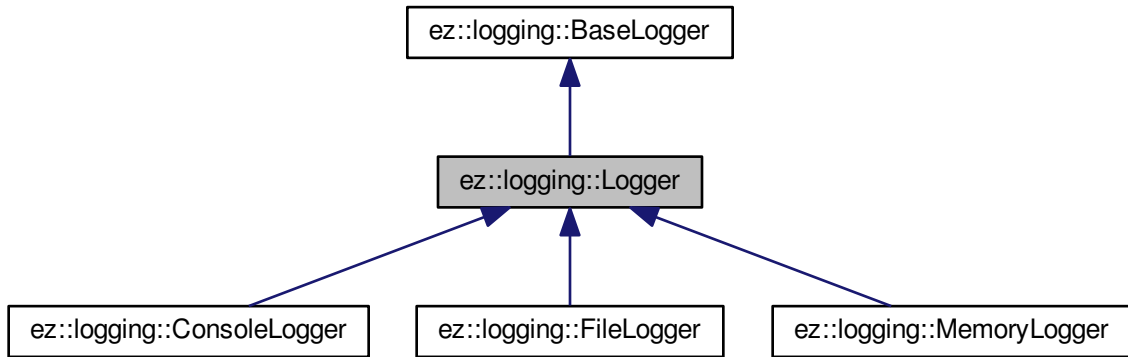 ez::logging::BaseLogger
ez::logging::Logger
ez::logging::ConsoleLogger
ez::logging::FileLogger
ez::logging::MemoryLogger